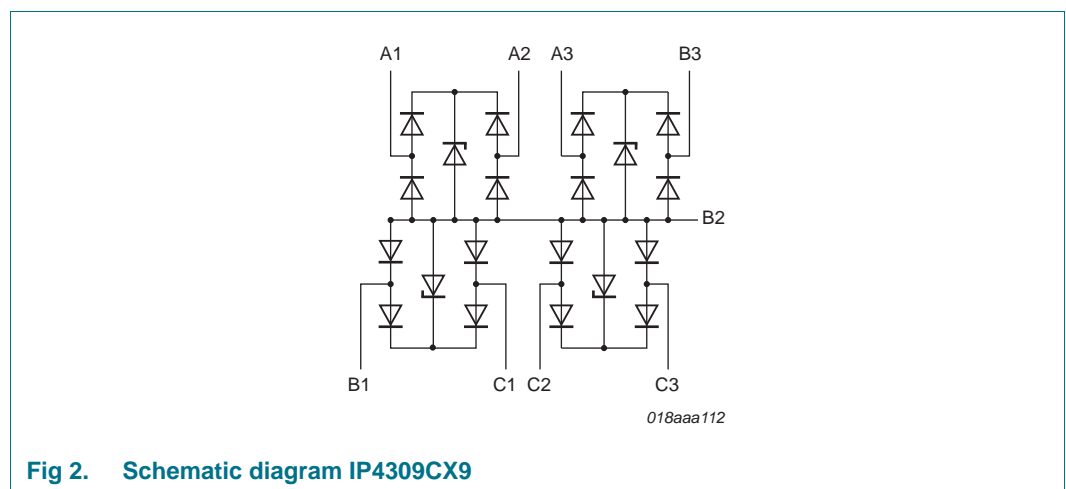 A1 A2 A3 B3
B2
B1 C1 C2 C3
018aaa112
Fig 2. Schematic diagram IP4309CX9